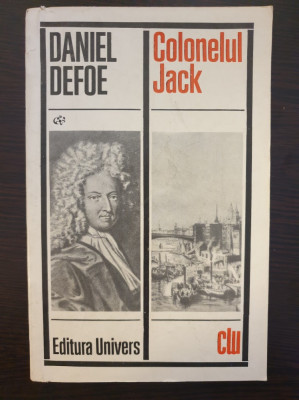 DANIEL
DEFOE
Colonelul
Jack
Editura Univers
clu